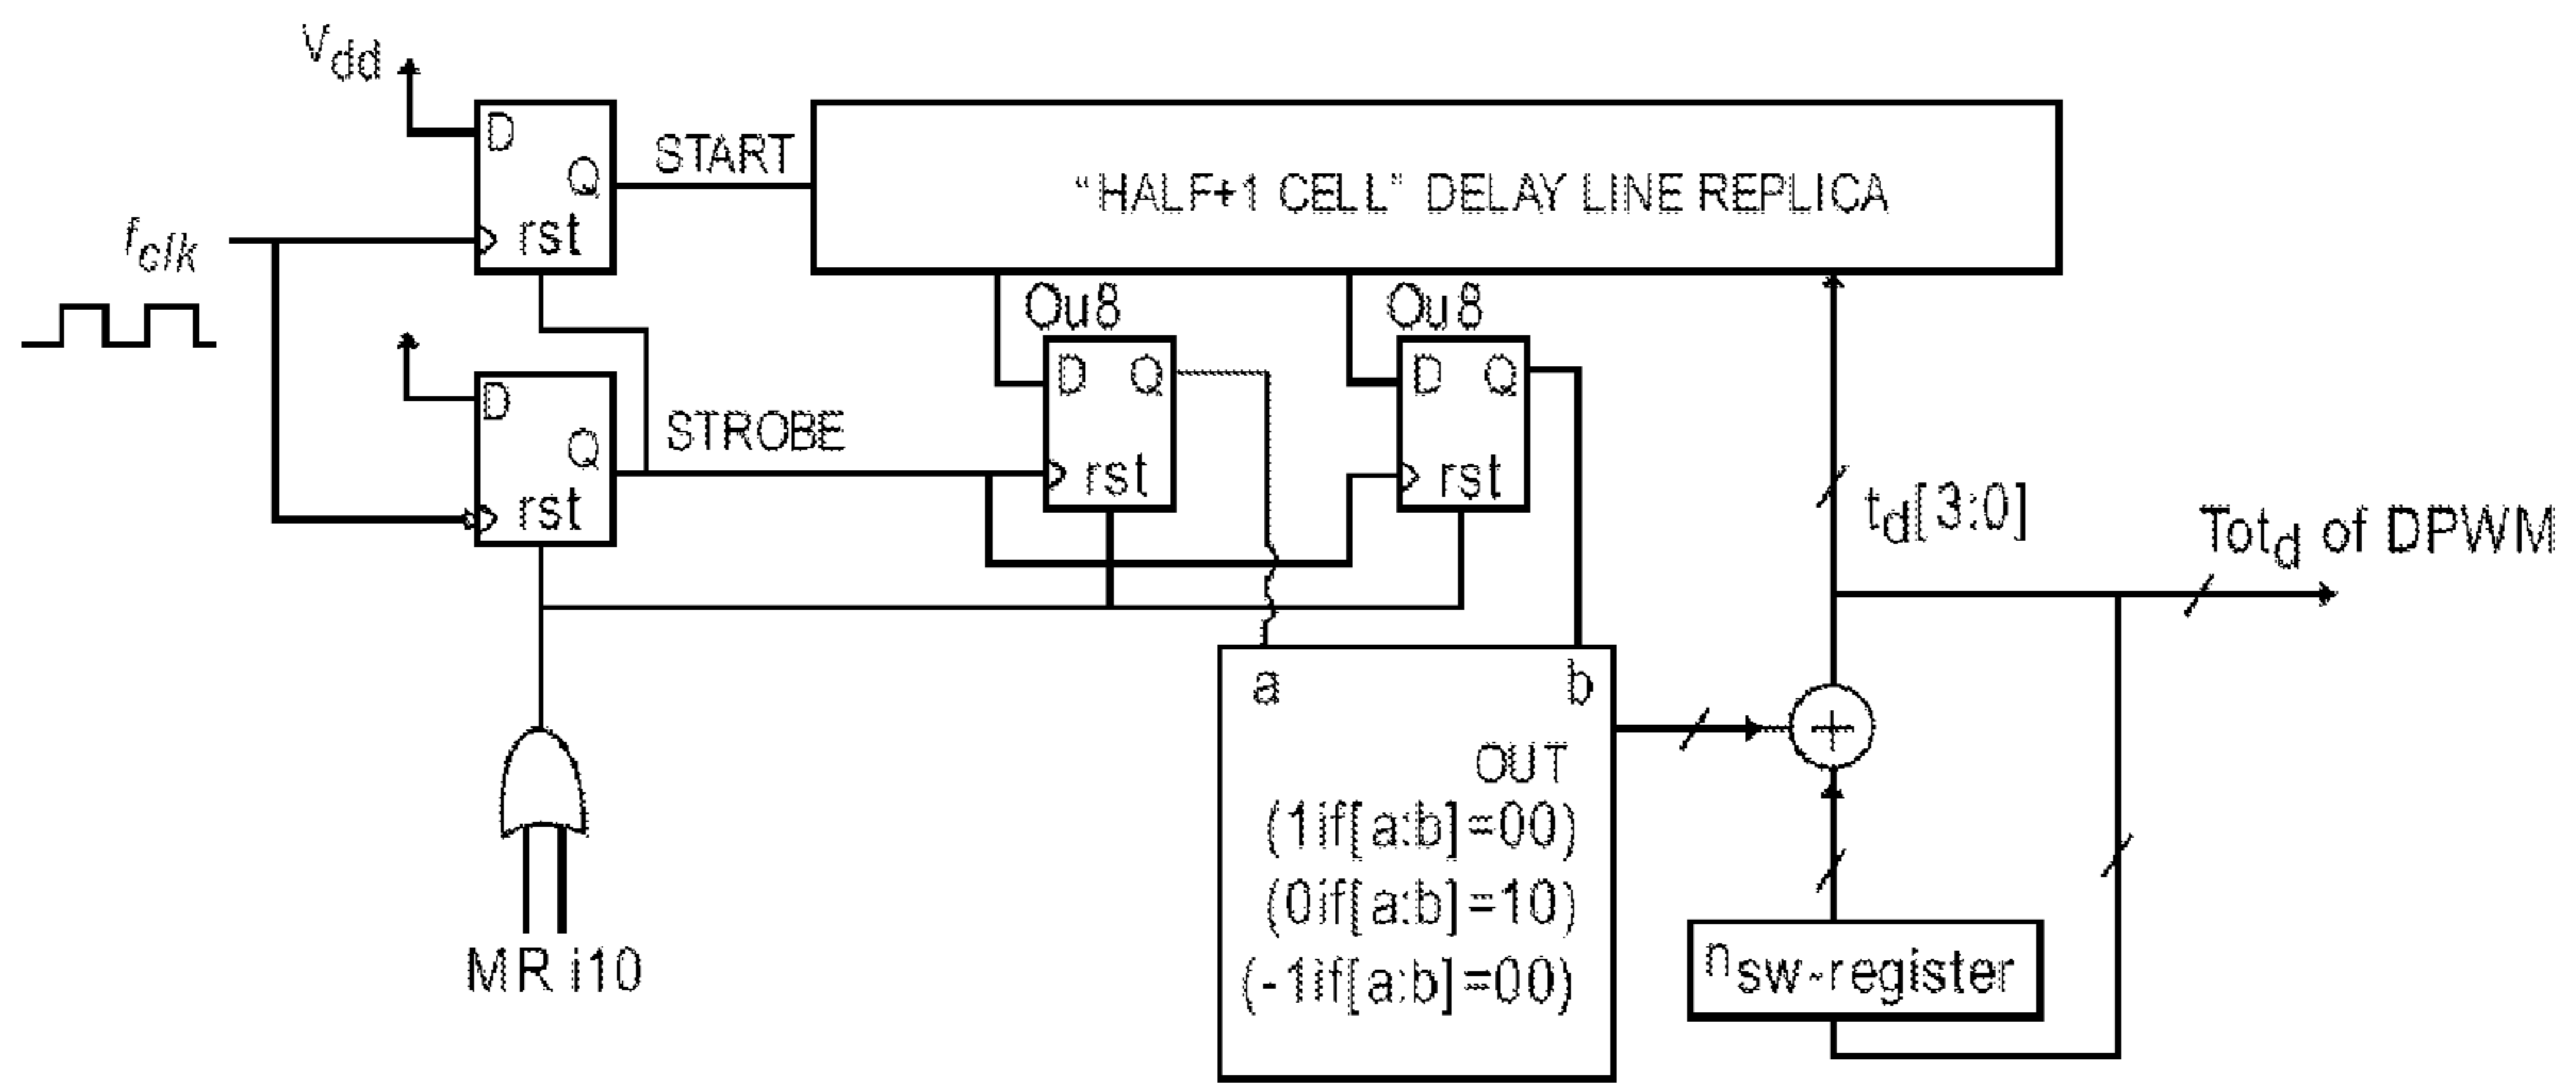 Vdd
D
Q
rst
START
"HALF+1 CELL" DELAY LINE REPLICA
fclk
Ou8
Ou8
D Q
rst
D Q
rst
D
Q
rst
STROBE
td[3:0]
Totd of DPWM
a b
OUT
(1if[a:b]=00)
(0if[a:b]=10)
(-1if[a:b]=00)
nsw-register
MR i10